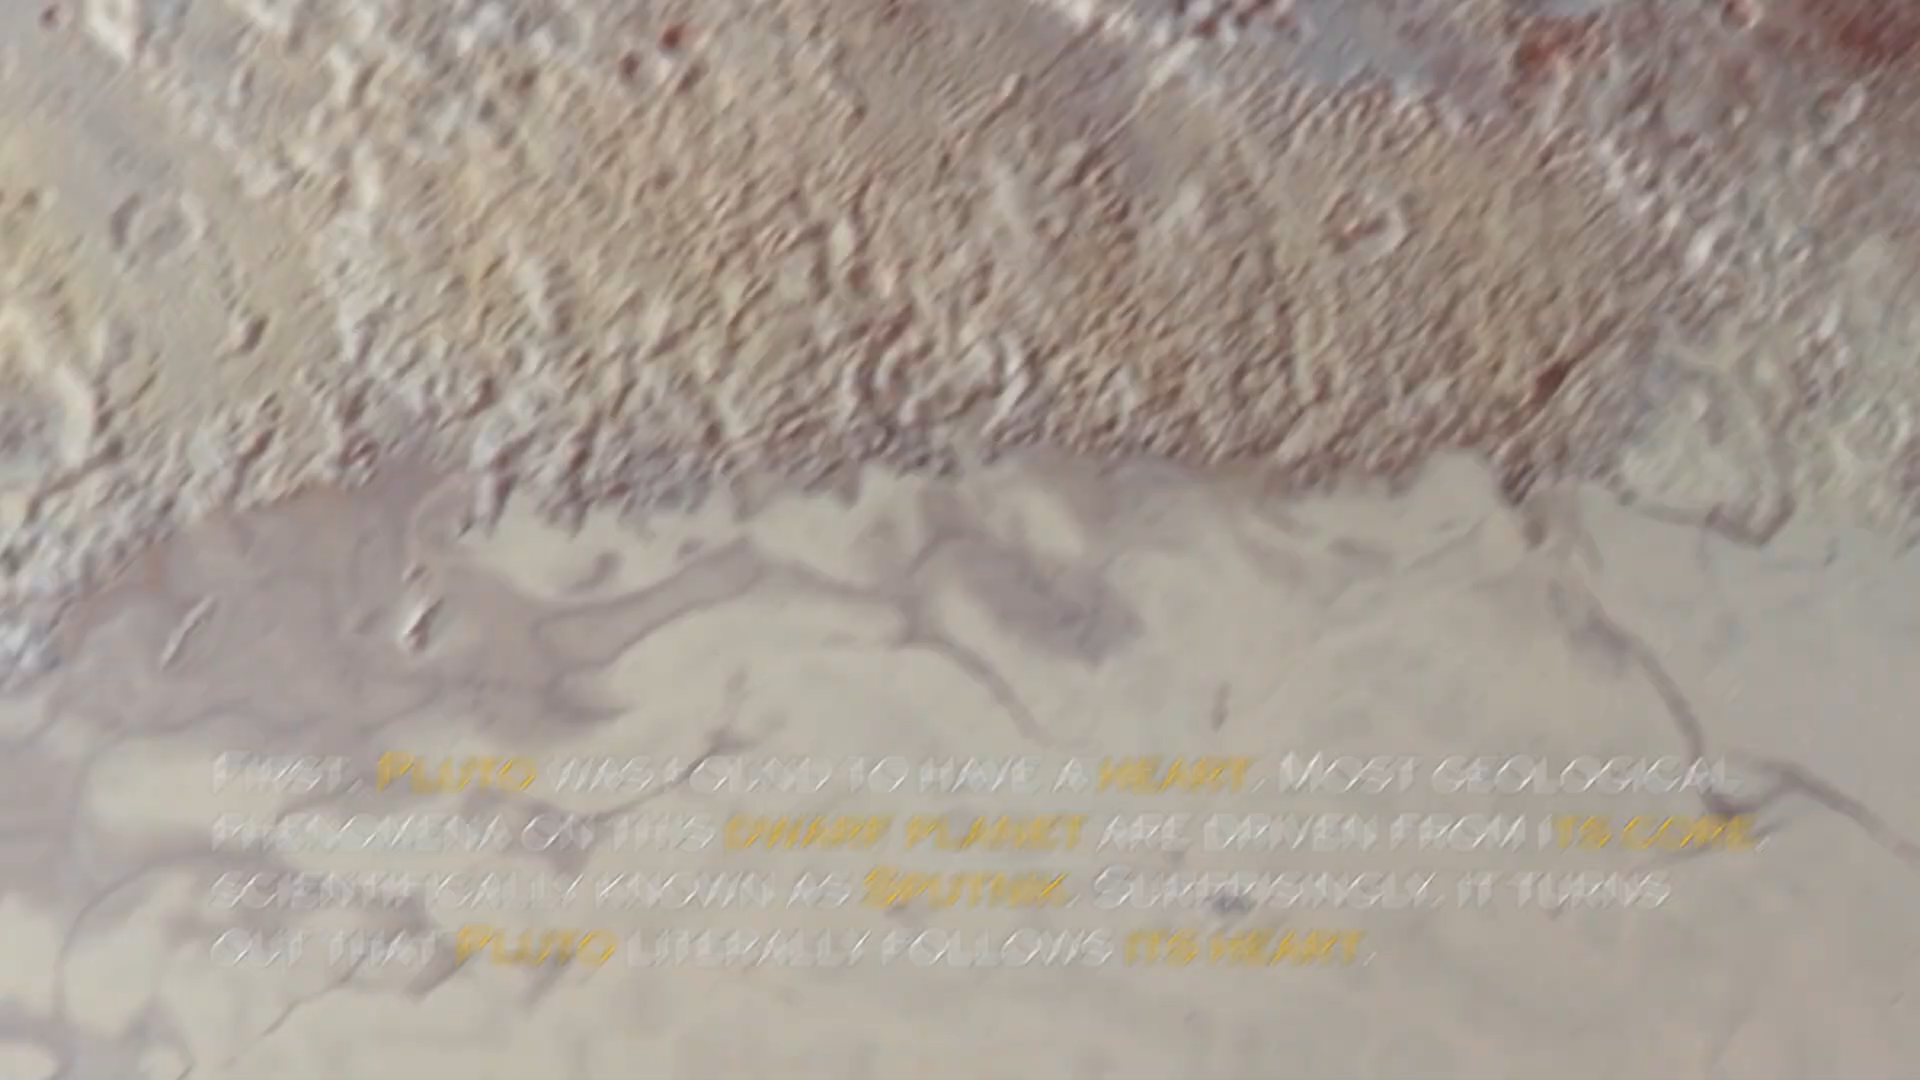 First, Pluto was found to have a heart. Most geological
phenomena on this dwarf planet are driven from its core,
scientifically known as Sputnik. Surprisingly, it turns
out that Pluto literally follows its heart.